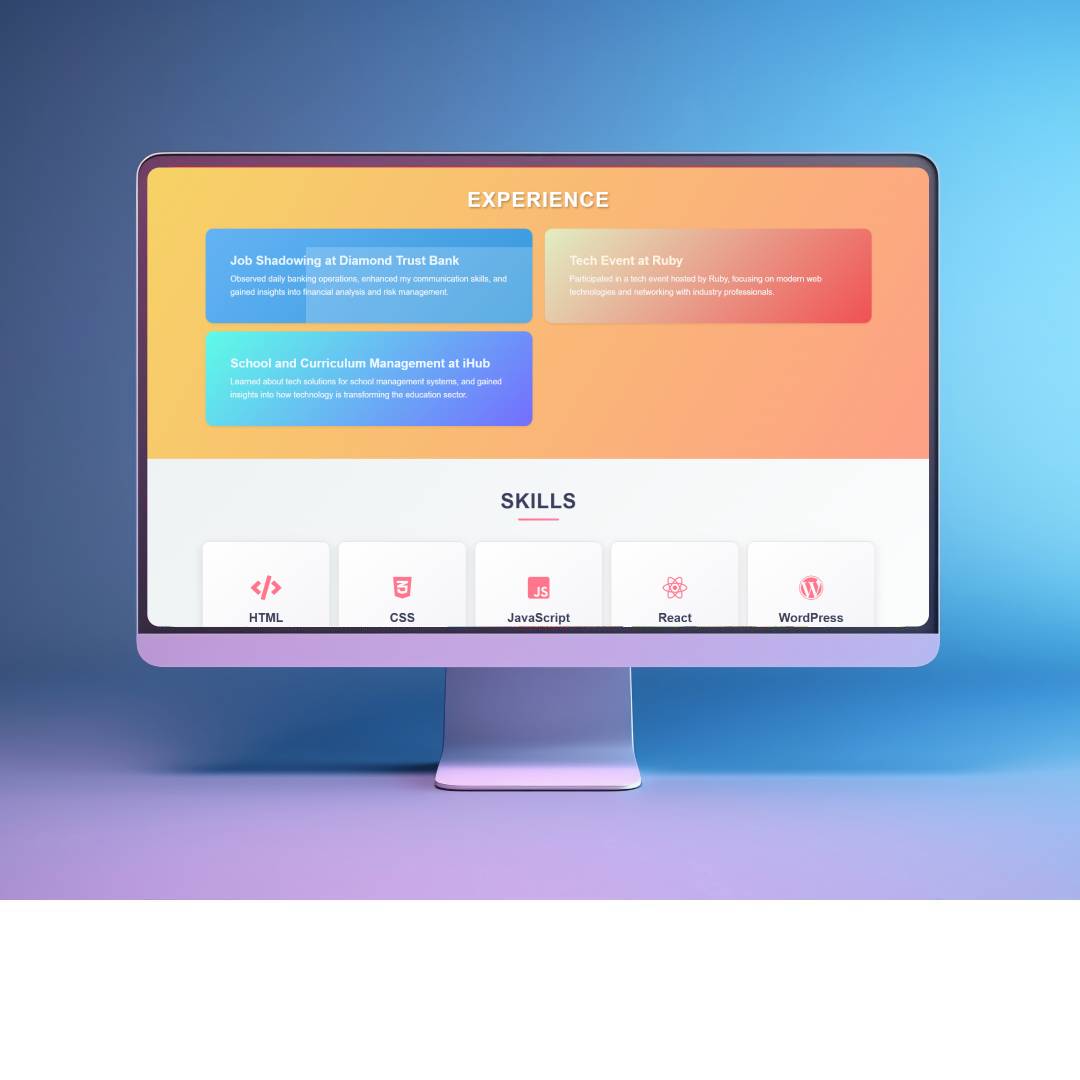 EXPERIENCE
Job Shadowing at Diamond Trust Bank
Observed daily banking operations, enhanced my communication skills, and
gained insights into financial analysis and risk management.
Tech Event at Ruby
Participated in a tech event hosted by Ruby, focusing on modern web
technologies and networking with industry professionals.
School and Curriculum Management at iHub
Learned about tech solutions for school management systems, and gained
insights into how technology is transforming the education sector.
SKILLS
JS
HTML
CSS
JavaScript
React
WordPress